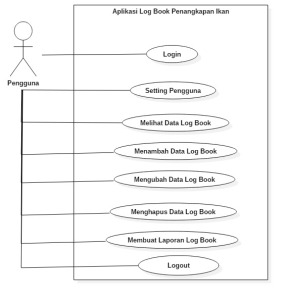 Aplikasi Log Book Penangkapan Ikan
Login
Pengguna
Setting Pengguna
Melihat Data Log Book
Menambah Data Log Book
Mengubah Data Log Book
Menghapus Data Log Book
Membuat Laporan Log Book
Logout